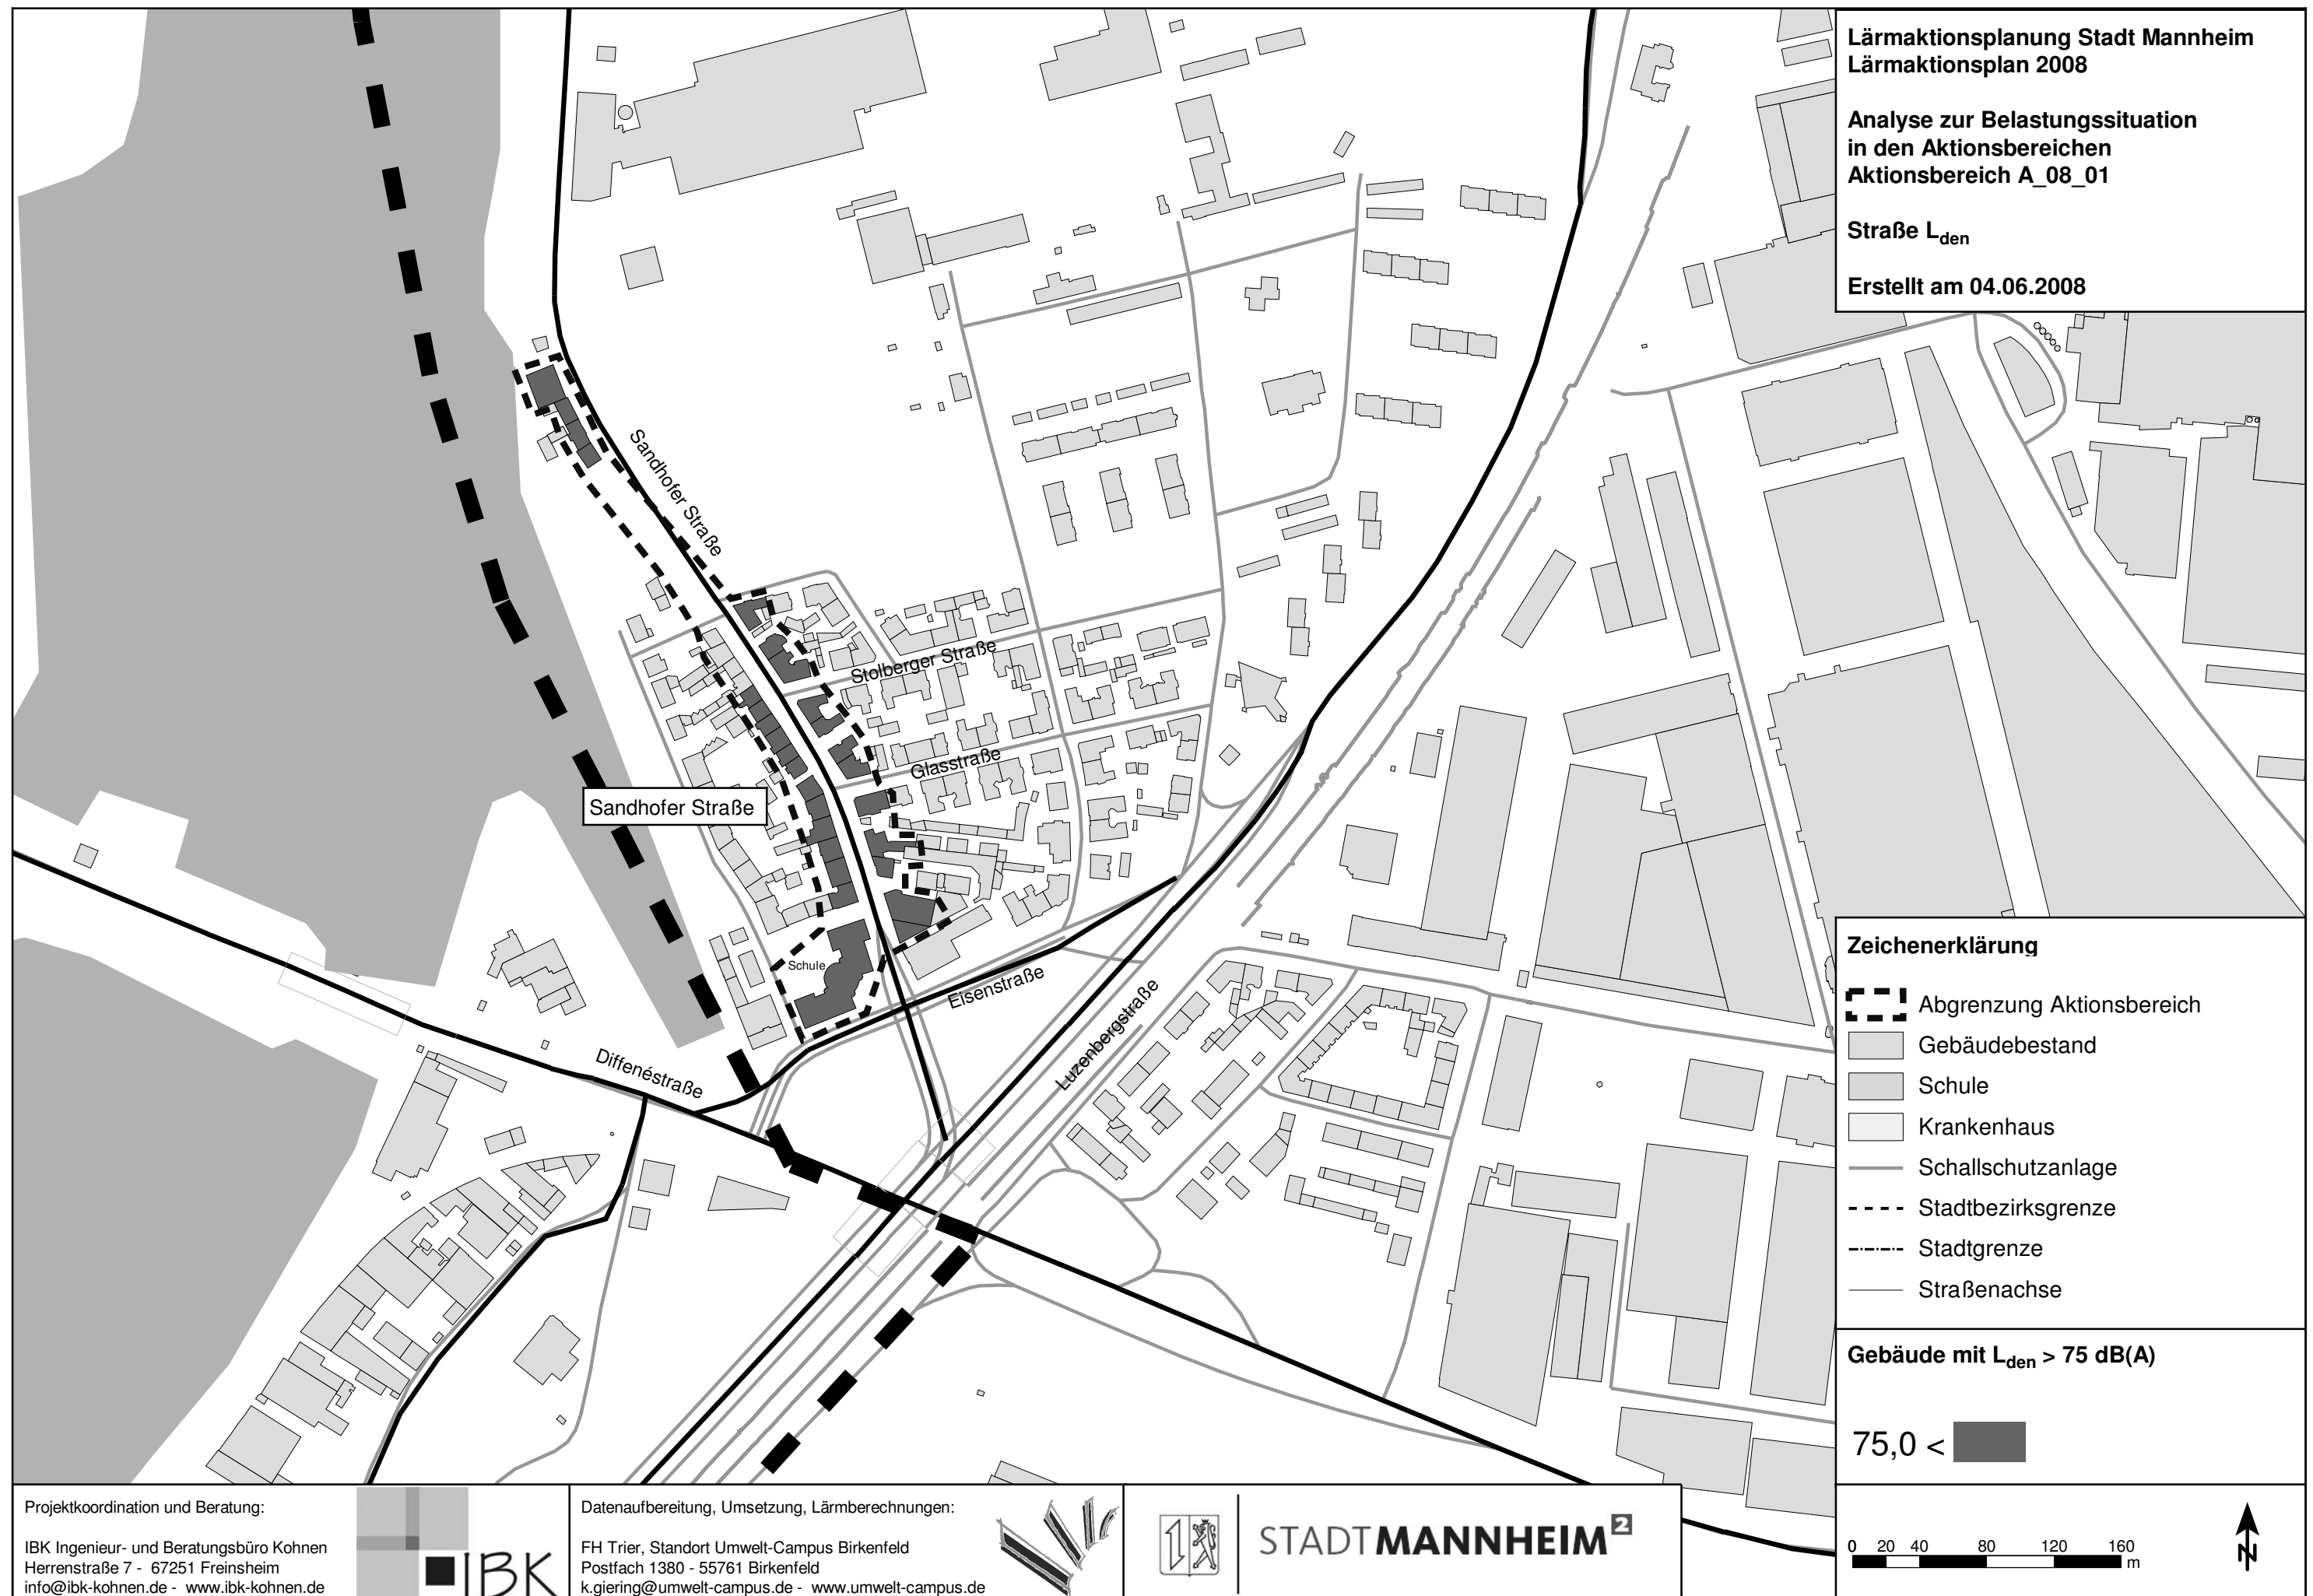 Lärmaktionsplanung Stadt Mannheim
Lärmaktionsplan 2008
Analyse zur Belastungssituation
in den Aktionsbereichen
Aktionsbereich A_08_01
Straße Lden
Erstellt am 04.06.2008
Sandhofer Straße
Stolberger Straße
Glasstraße
Sandhofer Straße
Schule
Eisenstraße
Luzenbergstraße
Diffenéstraße
Zeichenerklärung
Abgrenzung Aktionsbereich
Gebäudebestand
Schule
Krankenhaus
Schallschutzanlage
Stadtbezirksgrenze
Stadtgrenze
Straßenachse
Gebäude mit Lden > 75 dB(A)
75,0 <
0 20 40 80 120 160
m
N
Projektkoordination und Beratung:
IBK Ingenieur- und Beratungsbüro Kohnen
Herrenstraße 7 - 67251 Freinsheim
info@ibk-kohnen.de - www.ibk-kohnen.de
IBK
Datenaufbereitung, Umsetzung, Lärmberechnungen:
FH Trier, Standort Umwelt-Campus Birkenfeld
Postfach 1380 - 55761 Birkenfeld
k.giering@umwelt-campus.de - www.umwelt-campus.de
STADTMANNHEIM2